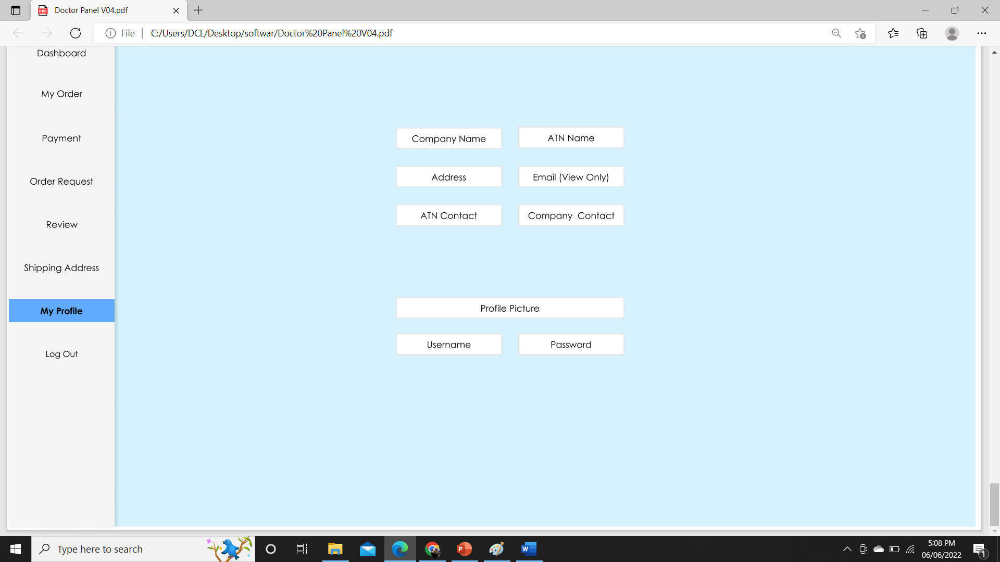 Doctor Panel V04.pdf
File
C:/Users/DCL/Desktop/softwar/Doctor%20Panel%20V04.pdf
Dashboard
My Order
Payment
Order Request
Review
Shipping Address
My Profile
Log Out
Company Name ATN Name
Address Email (View Only)
ATN Contact Company  Contact
Profile Picture
Username Password
Type here to search
5:08 PM
06/06/2022
1